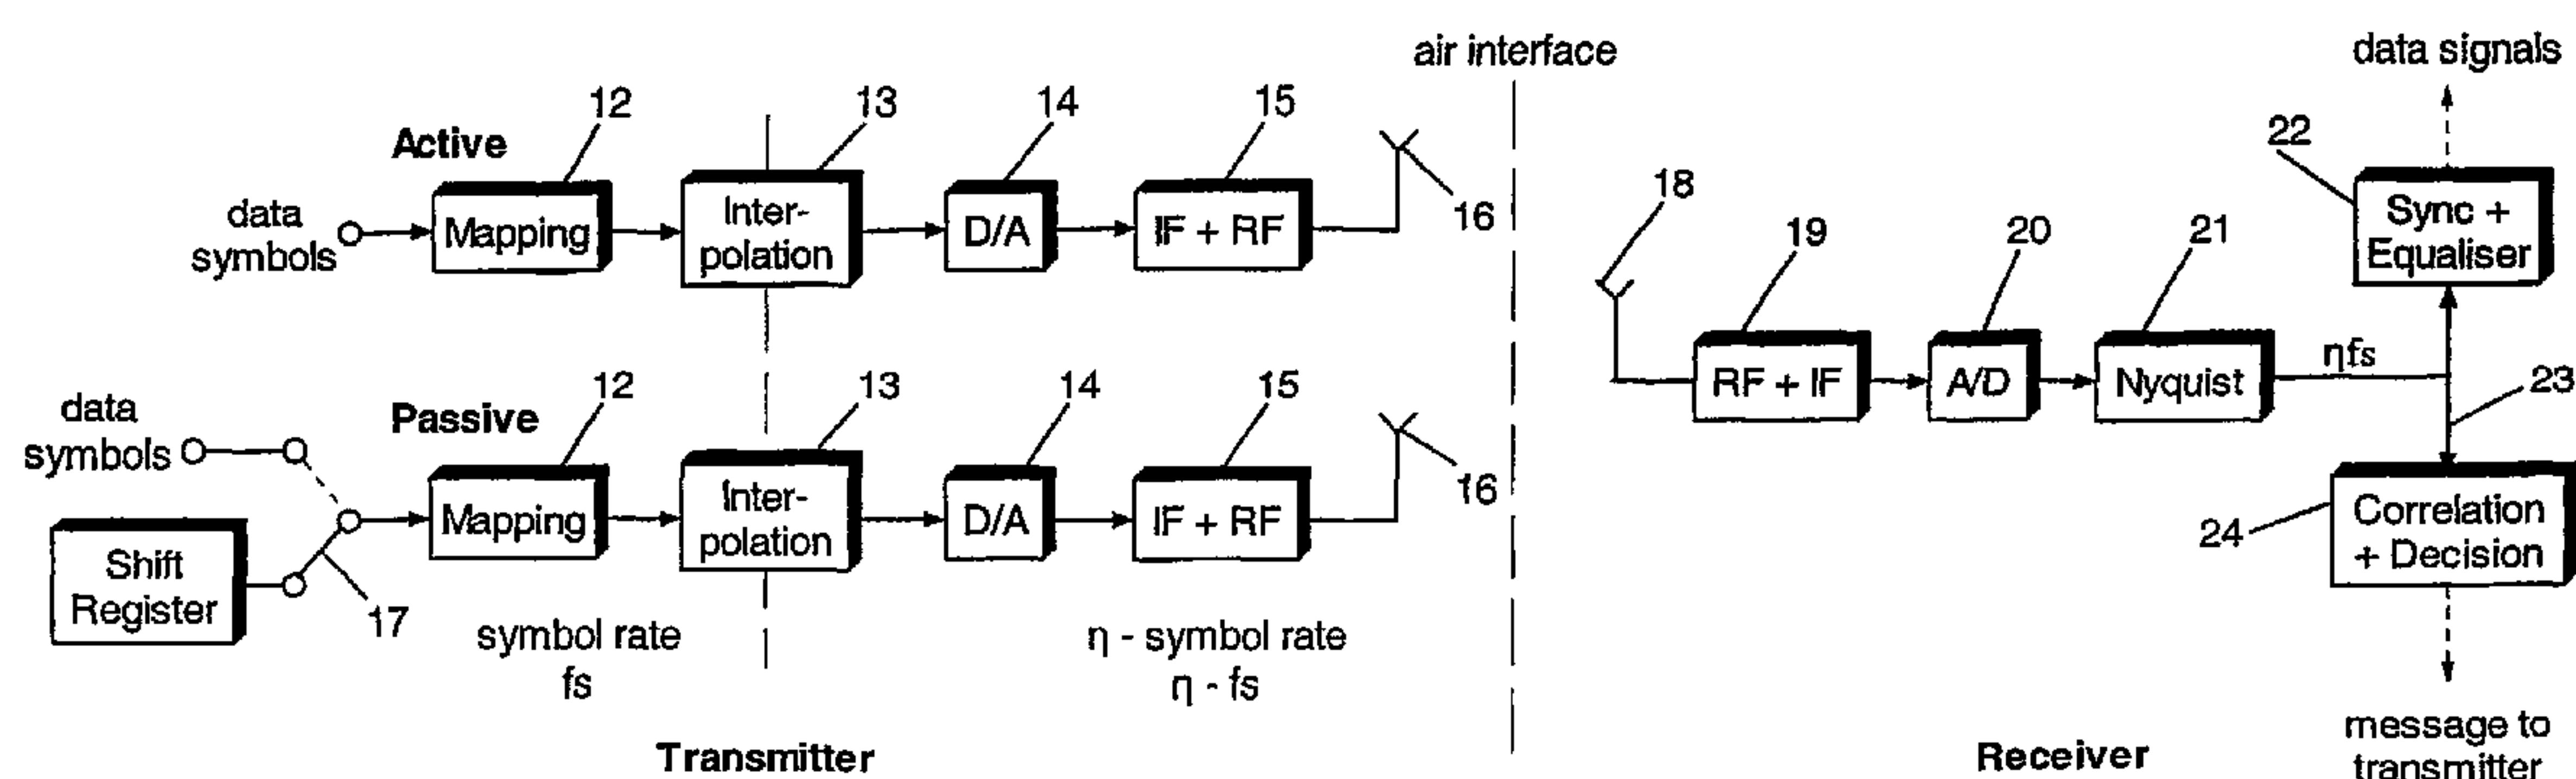 air interface
data signals
12
13
14
15
22
Active
18
data
symbols
Mapping
Inter-
polation
D/A
IF + RF
16
Sync +
Equaliser
19
20
21
RF + IF
A/D
Nyquist
ηfs
23
data
symbols
Passive
12
13
14
15
Mapping
Inter-
polation
D/A
IF + RF
16
Shift
Register
17
24
Correlation
+ Decision
symbol rate
fs
η - symbol rate
η - fs
Transmitter
Receiver
message to
transmitter